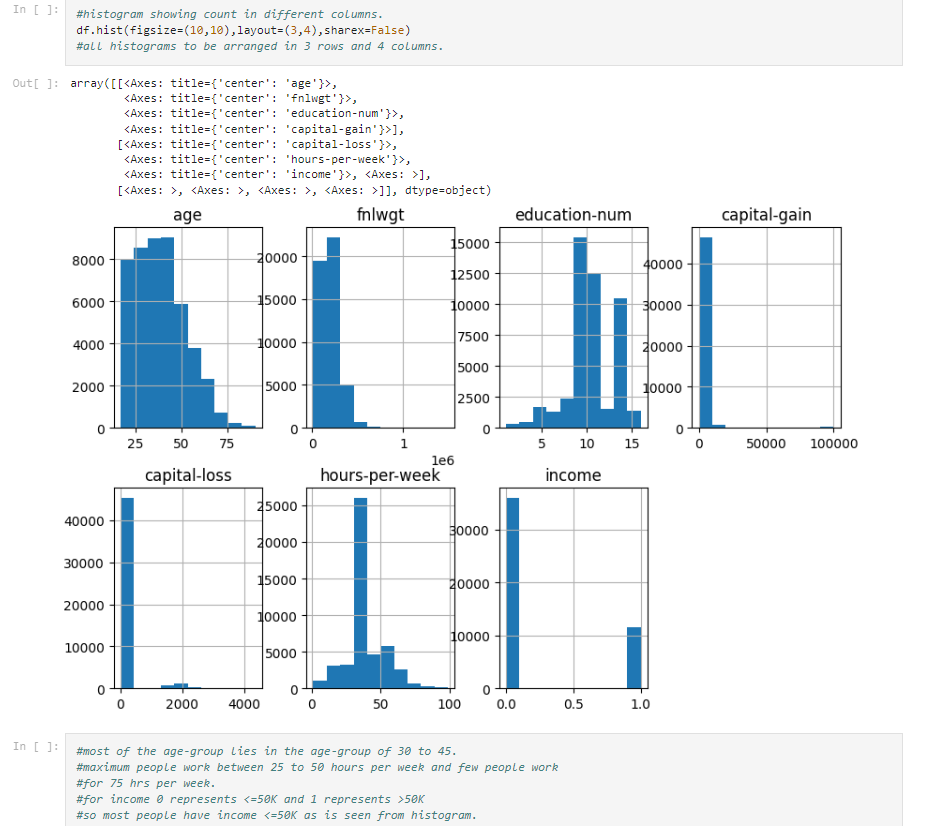 In [ ]:
#histogram showing count in different columns.
df.hist(figsize=(10,10),layout=(3,4),sharex=False)
#all histograms to be arranged in 3 rows and 4 columns.
Out[ ]:
array([[<Axes: title={'center': 'age'}>,
<Axes: title={'center': 'fnlwgt'}>,
<Axes: title={'center': 'education-num'}>,
<Axes: title={'center': 'capital-gain'}>],
[<Axes: title={'center': 'capital-loss'}>,
<Axes: title={'center': 'hours-per-week'}>,
<Axes: title={'center': 'income'}>, <Axes: >],
[<Axes: >, <Axes: >, <Axes: >, <Axes: >]], dtype=object)
age
8000
6000
4000
2000
0
25 50 75
fnlwgt
20000
15000
10000
5000
0
0 1
1e6
education-num
15000
12500
10000
7500
5000
2500
0
5 10 15
capital-gain
40000
30000
20000
10000
0
0 50000 100000
capital-loss
40000
30000
20000
10000
0
0 2000 4000
hours-per-week
25000
20000
15000
10000
5000
0
0 50 100
income
30000
20000
10000
0
0.0 0.5 1.0
In [ ]:
#most of the age-group lies in the age-group of 30 to 45.
#maximum people work between 25 to 50 hours per week and few people work
#for 75 hrs per week.
#for income 0 represents <=50K and 1 represents >50K
#so most people have income <=50K as is seen from histogram.